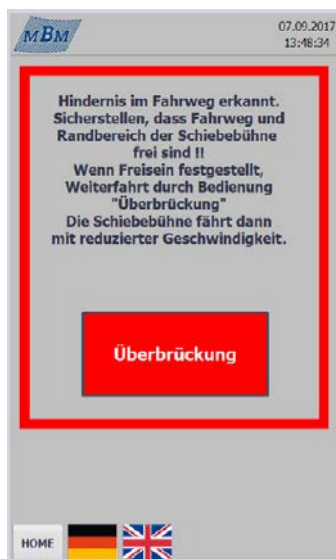 MBM
07.09.2017
13:48:34
Hindernis im Fahrweg erkannt.
Sicherstellen, dass Fahrweg und
Randbereich der Schiebebühne
frei sind !!
Wenn Freisein festgestellt,
Weiterfahrt durch Bedienung
"Überbrückung"
Die Schiebebühne fährt dann
mit reduzierter Geschwindigkeit.
Überbrückung
HOME